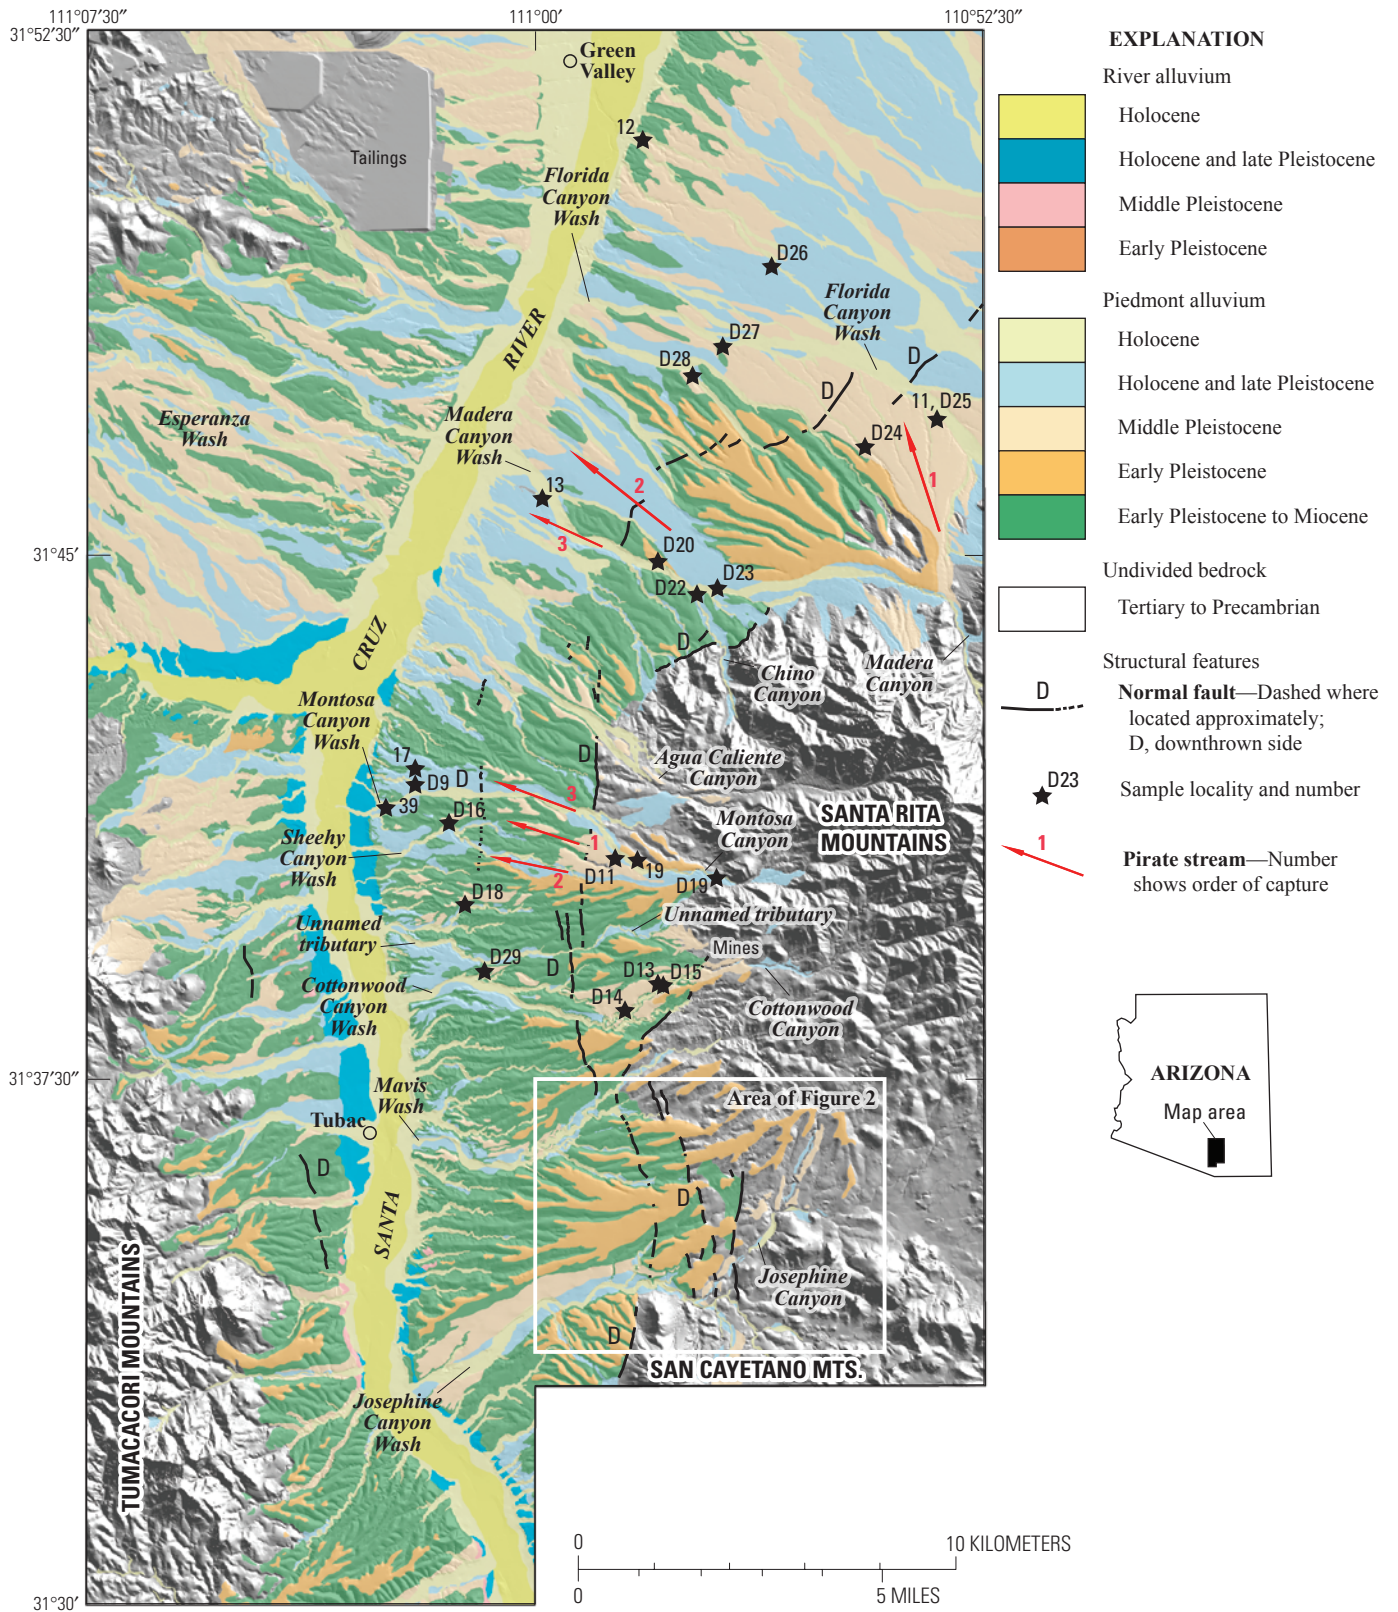 111°07′30″
111°00′
110°52′30″
31°52′30″
31°45′
31°37′30″
31°30′
Green
Valley
12
Tailings
Florida
Canyon
Wash
D26
Florida
Canyon
Wash
D27
D
D28
D
RIVER
11, D25
Esperanza
Wash
Madera
Canyon
Wash
D24
1
2
13
3
D20
D23
D22
CRUZ
D
Madera
Canyon
Chino
Canyon
Montosa
Canyon
Wash
D
Agua Caliente
Canyon
17
D9
D
39
3
D16
SANTA RITA
MOUNTAINS
Montosa
Canyon
Sheehy
Canyon
Wash
1
2
D11
19
D19
D18
Unnamed tributary
Unnamed
tributary
Mines
D29
D
D13
D15
Cottonwood
Canyon
Wash
D14
Cottonwood
Canyon
Mavis
Wash
Area of Figure 2
Tubac
D
D
SANTA
Josephine
Canyon
D
SAN CAYETANO MTS.
TUMACACORI MOUNTAINS
Josephine
Canyon
Wash
0
10 KILOMETERS
0
5 MILES
EXPLANATION
River alluvium
Holocene
Holocene and late Pleistocene
Middle Pleistocene
Early Pleistocene
Piedmont alluvium
Holocene
Holocene and late Pleistocene
Middle Pleistocene
Early Pleistocene
Early Pleistocene to Miocene
Undivided bedrock
Tertiary to Precambrian
Structural features
D
Normal fault—Dashed where
located approximately;
D, downthrown side
D23
Sample locality and number
1
Pirate stream—Number
shows order of capture
ARIZONA
Map area